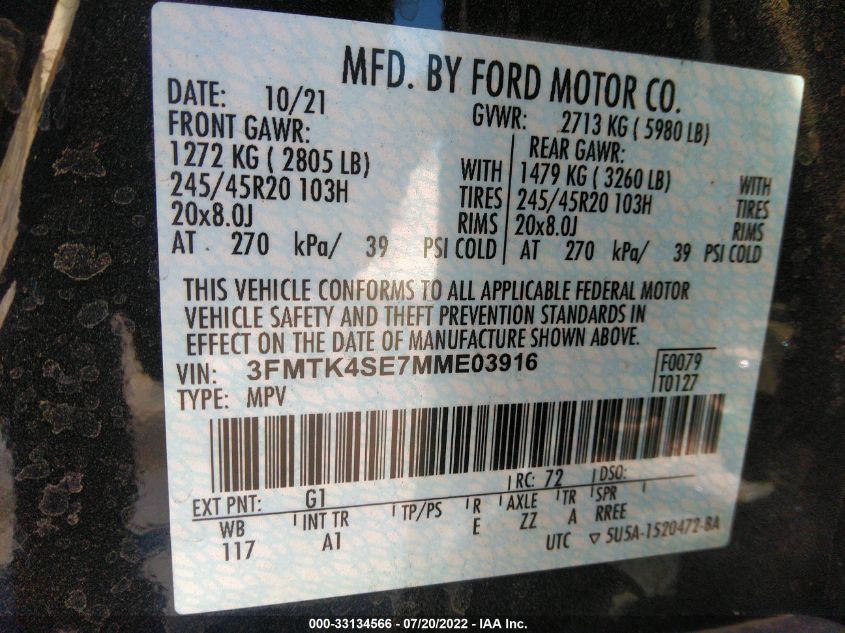 MFD. BY FORD MOTOR CO.
DATE: 10/21 GVWR: 2713 KG ( 5980 LB)
FRONT GAWR: REAR GAWR:
1272 KG ( 2805 LB) WITH 1479 KG ( 3260 LB) WITH
245/45R20 103H TIRES 245/45R20 103H TIRES
20x8.0J RIMS 20x8.0J RIMS
AT 270 kPa/ 39 PSI COLD AT 270 kPa/ 39 PSI COLD
THIS VEHICLE CONFORMS TO ALL APPLICABLE FEDERAL MOTOR
VEHICLE SAFETY AND THEFT PREVENTION STANDARDS IN
EFFECT ON THE DATE OF MANUFACTURE SHOWN ABOVE.
VIN: 3FMTK4SE7MME03916 F0079
TYPE: MPV T0127
EXT PNT: G1 RC: 72 DSO:
WB INT TR TP/PS R AXLE TR SPR
117 A1 E ZZ A RREE
UTC ▽ 5U5A-1520472-BA
000-33134566 / 07/20/2022 - IAA Inc.